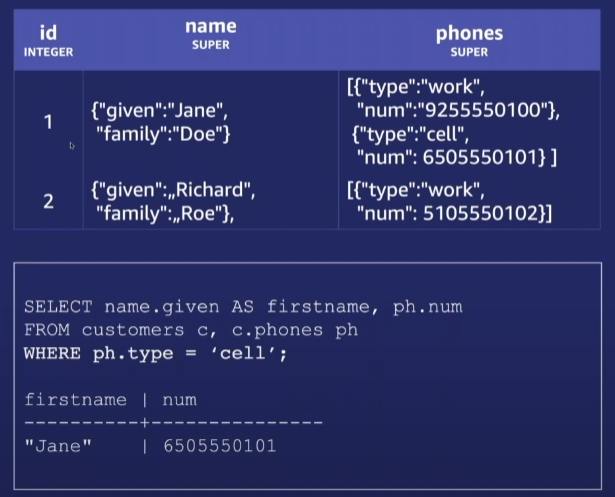 id name phones
INTEGER SUPER SUPER
1 {"given":"Jane", [{"type":"work",
"family":"Doe"} "num":"9255550100"},
{"type":"cell",
"num": 6505550101} ]
2 {"given":„Richard", [{"type":"work",
"family":„Roe"}, "num": 5105550102}]
SELECT name.given AS firstname, ph.num
FROM customers c, c.phones ph
WHERE ph.type = ‘cell’;
firstname | num
----------+---------------
"Jane" | 6505550101